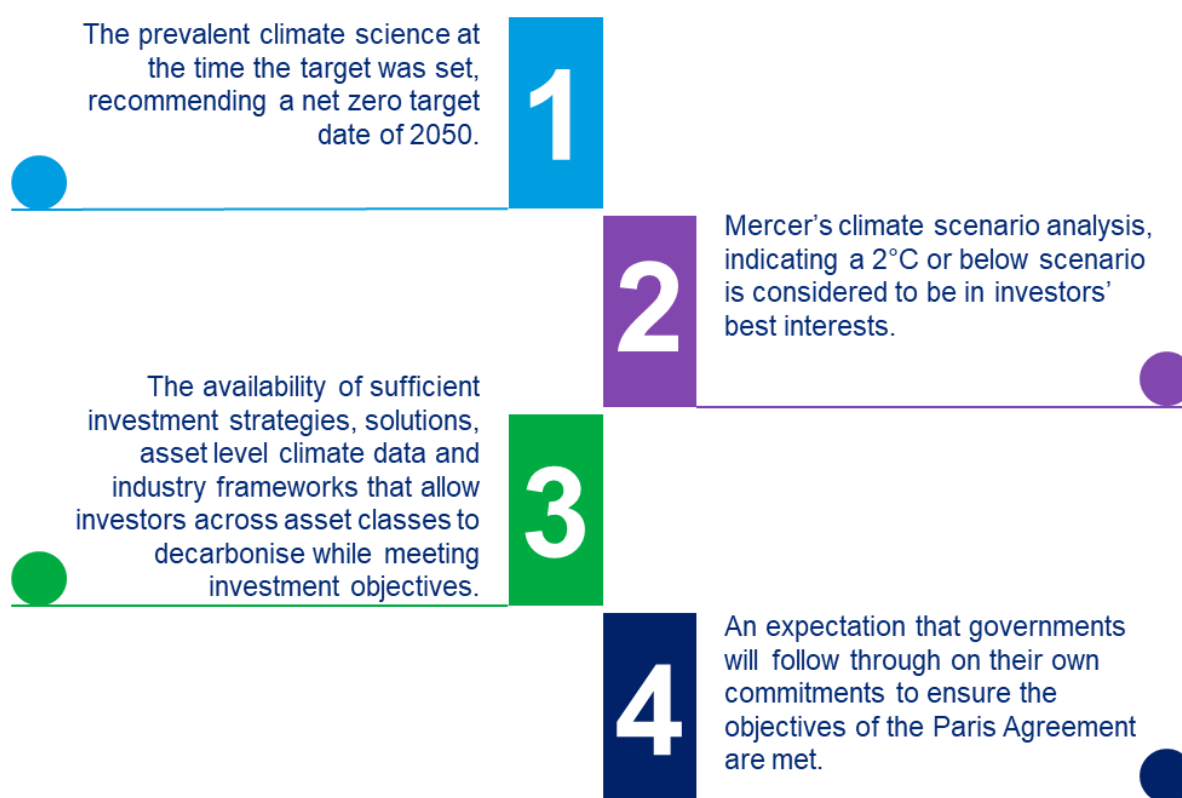 The prevalent climate science at
the time the target was set,
recommending a net zero target
date of 2050.
1
2
Mercer’s climate scenario analysis,
indicating a 2°C or below scenario
is considered to be in investors’
best interests.
The availability of sufficient
investment strategies, solutions,
asset level climate data and
industry frameworks that allow
investors across asset classes to
decarbonise while meeting
investment objectives.
3
4
An expectation that governments
will follow through on their own
commitments to ensure the
objectives of the Paris Agreement
are met.